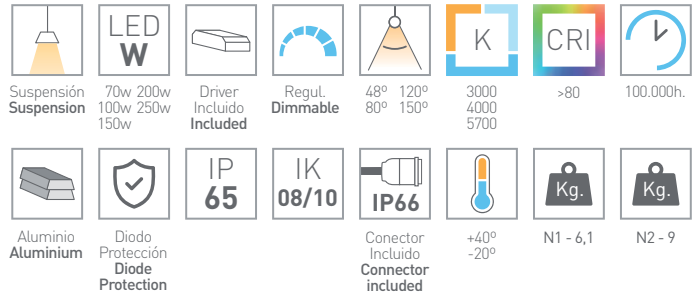 LED
W
K
CRI
Suspensión
Suspension
70w 200w
100w 250w
150w
Driver
Incluido
Included
Regul.
Dimmable
48º 120º
80º 150º
3000
4000
5700
>80
100.000h.
IP
65
IK
08/10
IP66
Kg.
Kg.
Aluminio
Aluminium
Diodo
Protección
Diode
Protection
Conector
Incluido
Connector
included
+40º
-20º
N1 - 6,1
N2 - 9